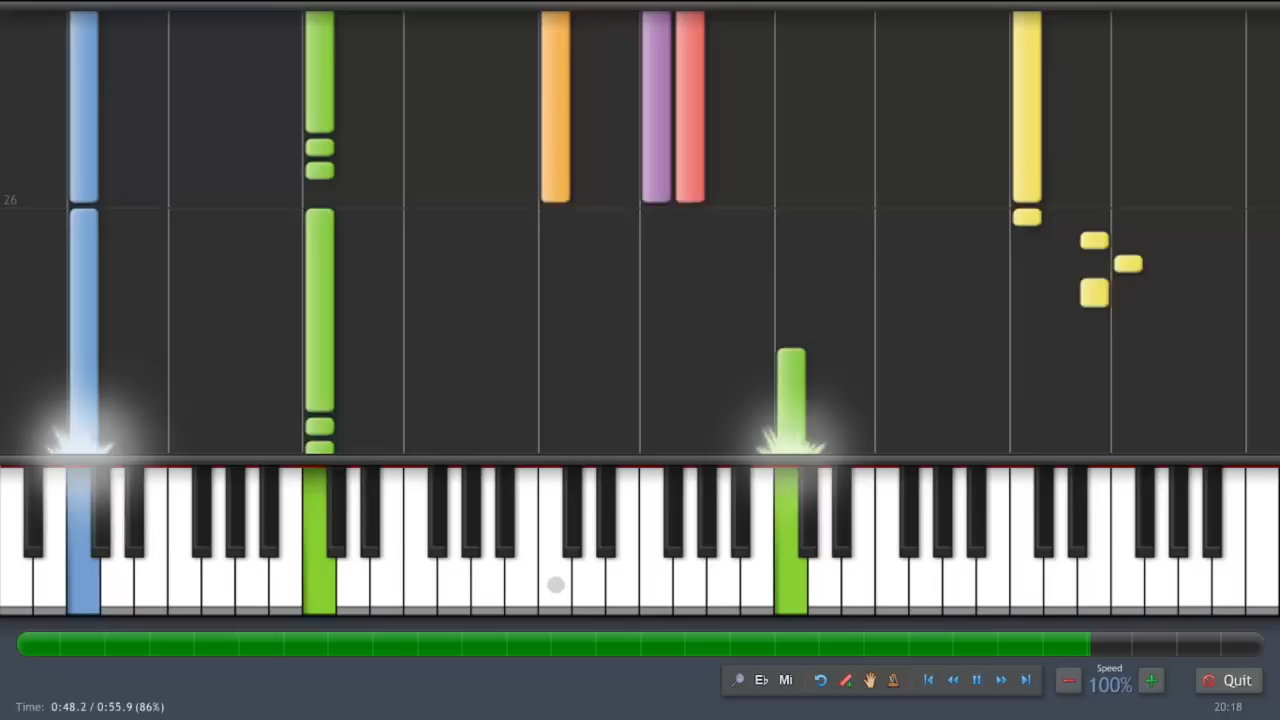 26
E♭ Mi
Speed
100%
Quit
Time: 0:48.2 / 0:55.9 (86%)
20:18